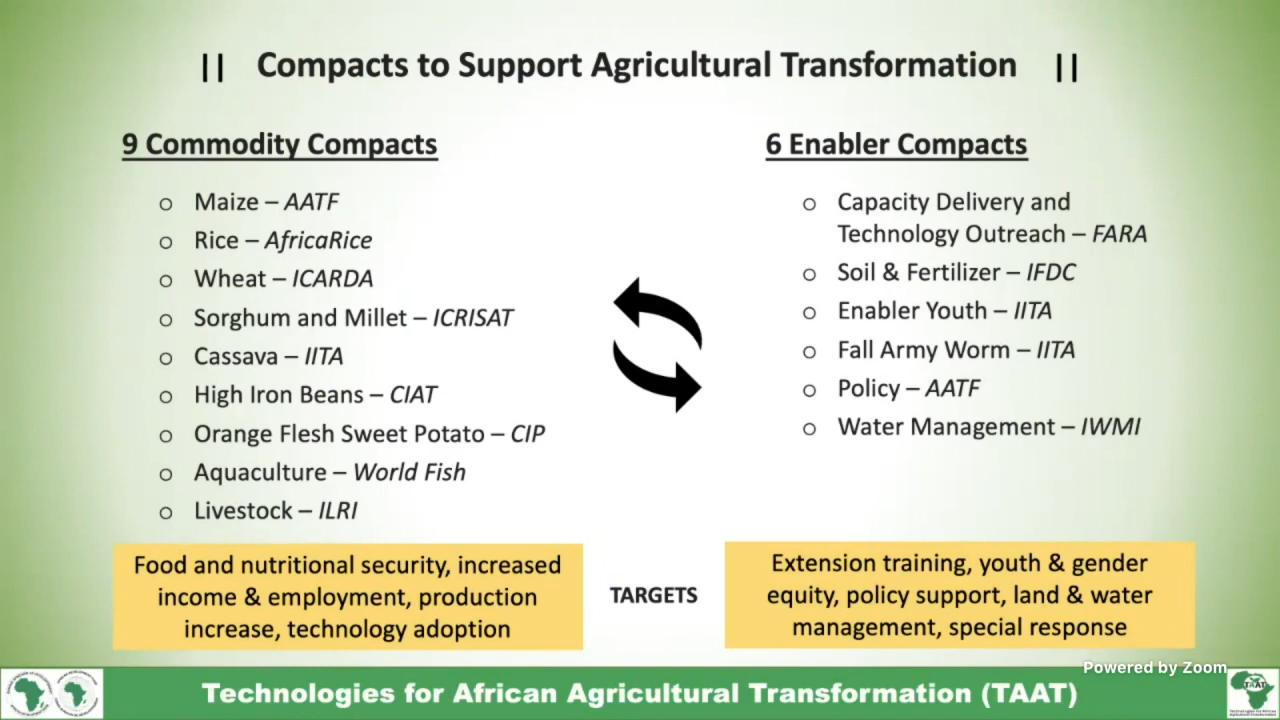 || Compacts to Support Agricultural Transformation ||
9 Commodity Compacts
o Maize – AATF
o Rice – AfricaRice
o Wheat – ICARDA
o Sorghum and Millet – ICRISAT
o Cassava – IITA
o High Iron Beans – CIAT
o Orange Flesh Sweet Potato – CIP
o Aquaculture – World Fish
o Livestock – ILRI
Food and nutritional security, increased
income & employment, production
increase, technology adoption
TARGETS
6 Enabler Compacts
o Capacity Delivery and
Technology Outreach – FARA
o Soil & Fertilizer – IFDC
o Enabler Youth – IITA
o Fall Army Worm – IITA
o Policy – AATF
o Water Management – IWMI
Extension training, youth & gender
equity, policy support, land & water
management, special response
Powered by Zoom
Technologies for African Agricultural Transformation (TAAT)
TAAT